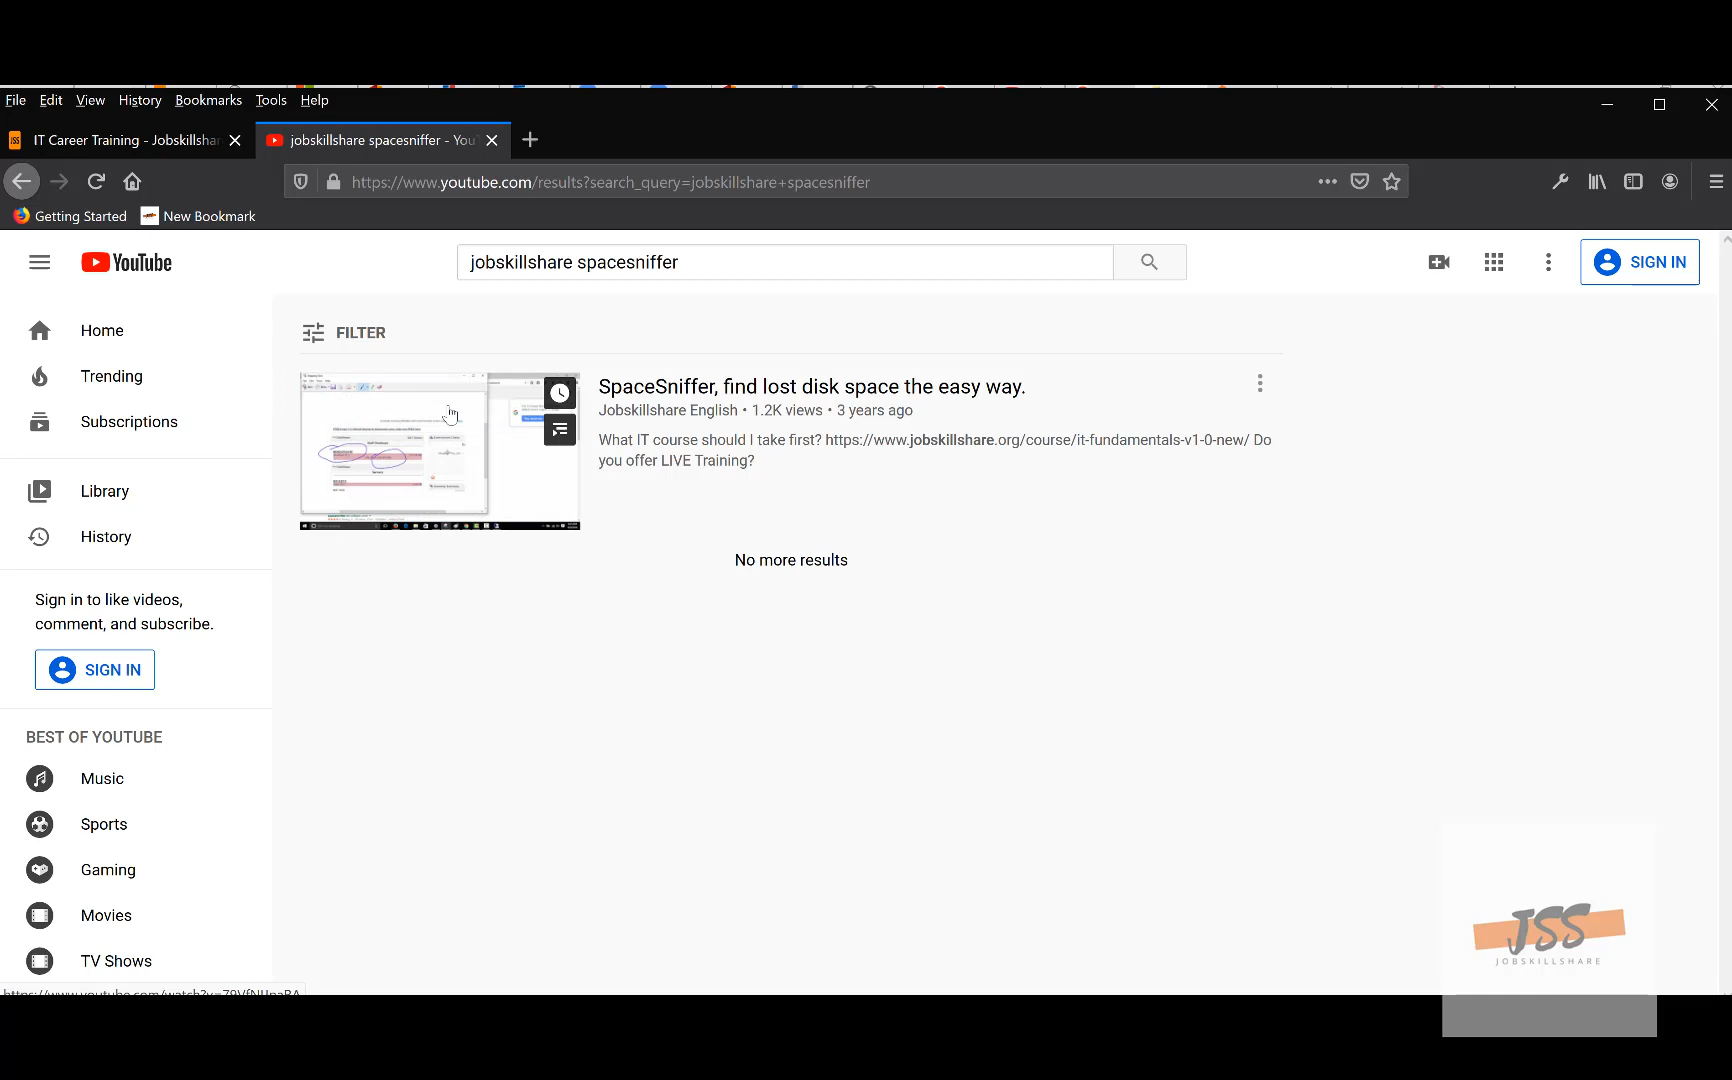 File Edit View History Bookmarks Tools Help
JSS IT Career Training - Jobskillshar
jobskillshare spacesniffer - YouT
https://www.youtube.com/results?search_query=jobskillshare+spacesniffer
Getting Started New Bookmark
YouTube
jobskillshare spacesniffer
SIGN IN
Home
Trending
Subscriptions
Library
History
Sign in to like videos,
comment, and subscribe.
SIGN IN
BEST OF YOUTUBE
Music
Sports
Gaming
Movies
TV Shows
FILTER
SpaceSniffer, find lost disk space the easy way.
Jobskillshare English • 1.2K views • 3 years ago
What IT course should I take first? https://www.jobskillshare.org/course/it-fundamentals-v1-0-new/ Do
you offer LIVE Training?
No more results
JSS
JOBSKILLSHARE